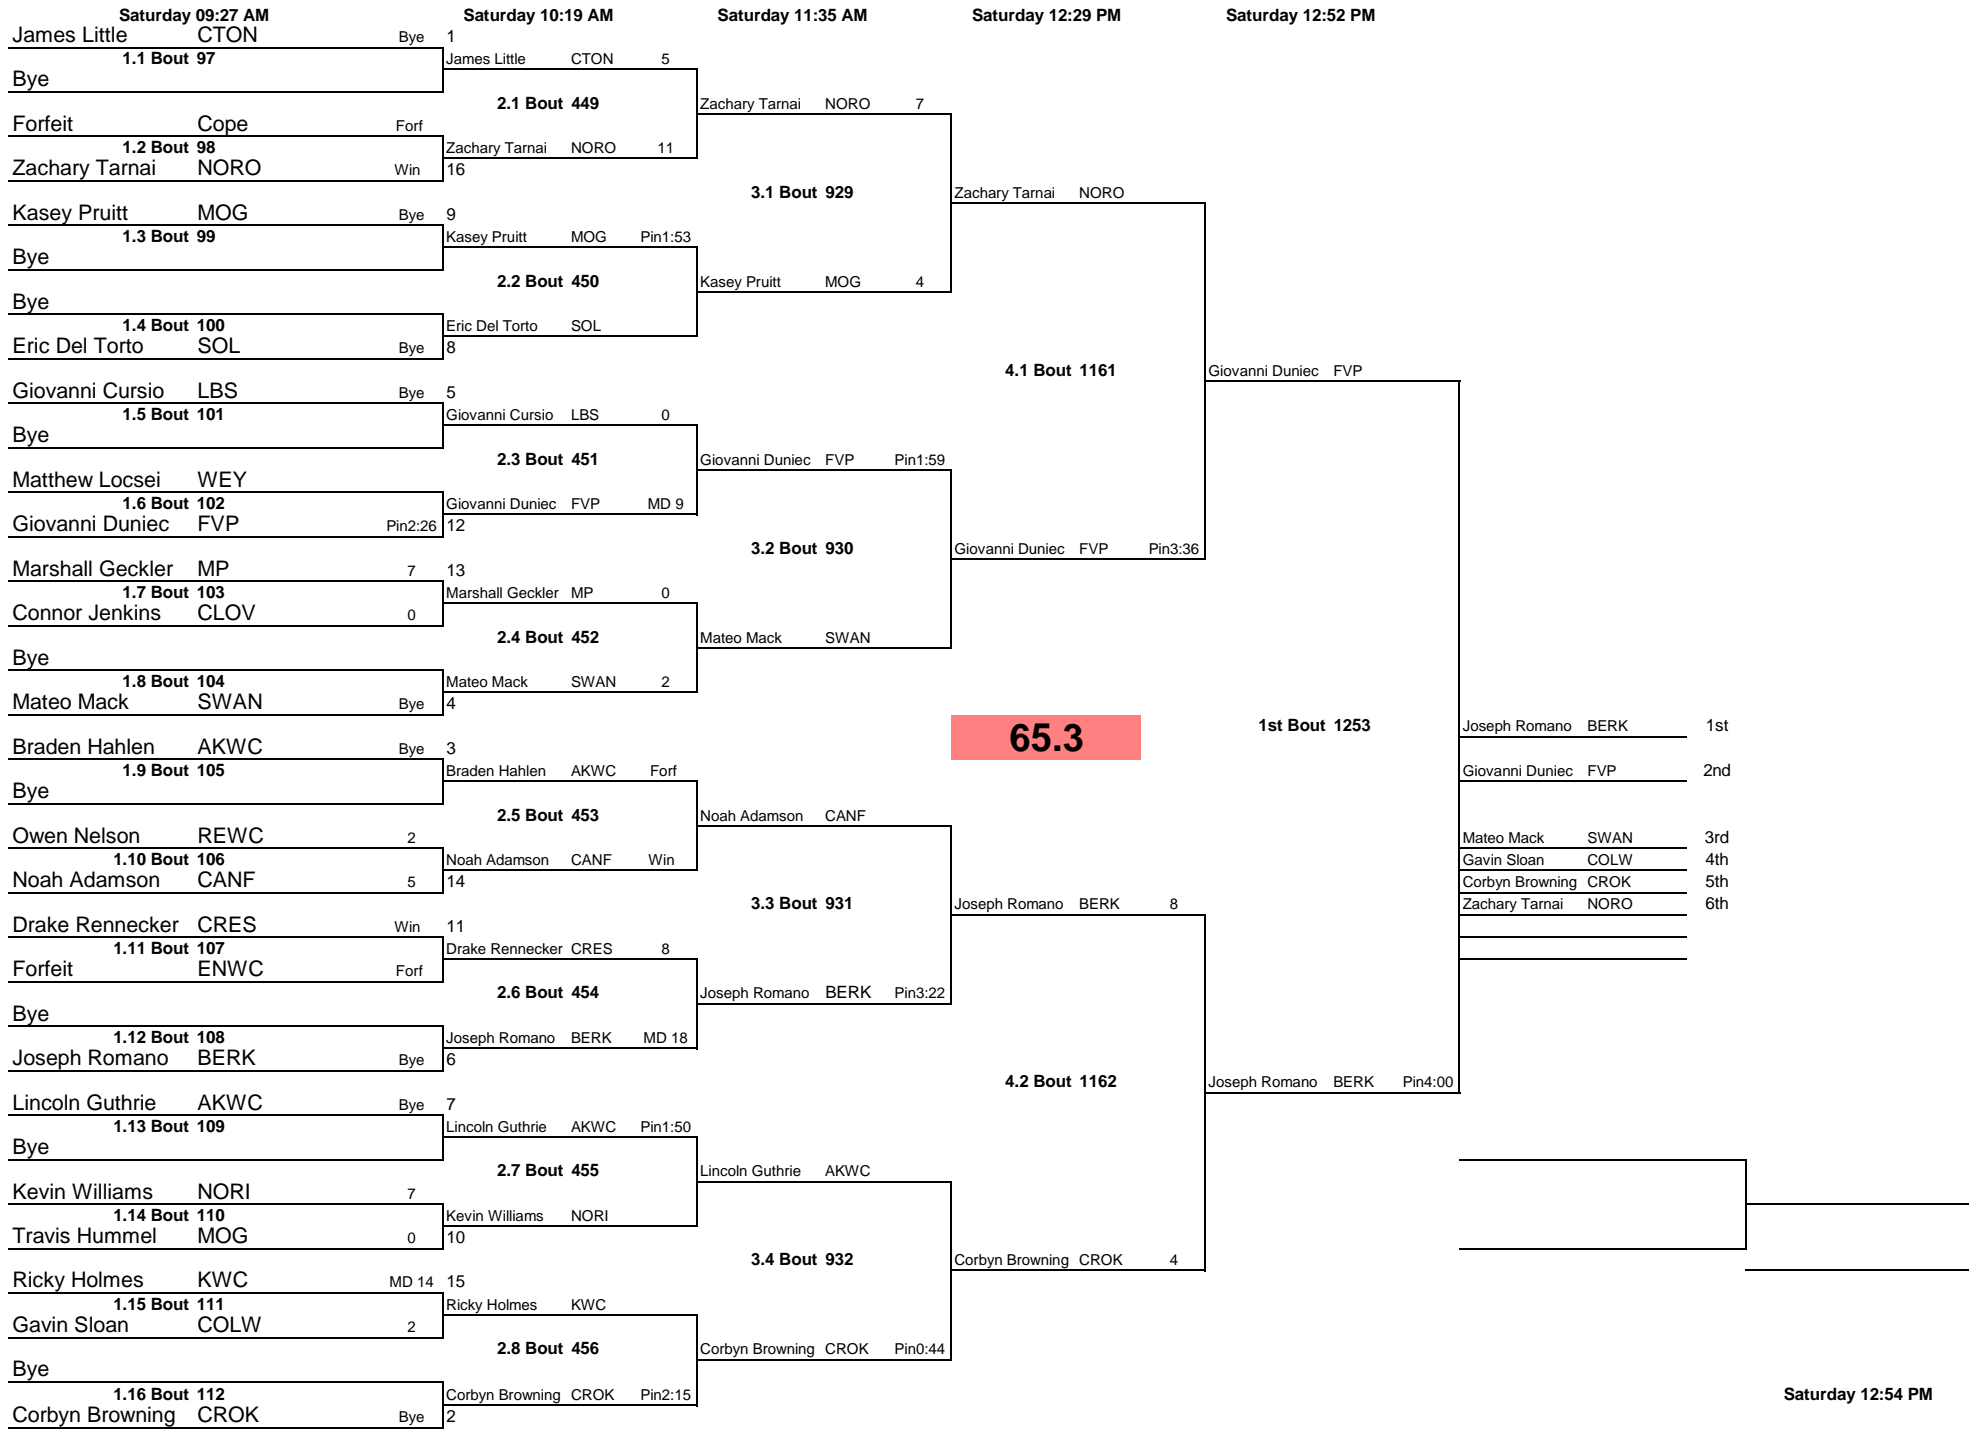 Saturday 09:27 AM
Saturday 10:19 AM
Saturday 11:35 AM
Saturday 12:29 PM
Saturday 12:52 PM
James Little CTON Bye 1
1.1 Bout 97
Bye
Forfeit Cope Forf
1.2 Bout 98
Zachary Tarnai NORO Win 16
Kasey Pruitt MOG Bye 9
1.3 Bout 99
Bye
Bye
1.4 Bout 100
Eric Del Torto SOL Bye 8
Giovanni Cursio LBS Bye 5
1.5 Bout 101
Bye
Matthew Locsei WEY
1.6 Bout 102
Giovanni Duniec FVP Pin2:26 12
Marshall Geckler MP 7 13
1.7 Bout 103
Connor Jenkins CLOV 0
Bye
1.8 Bout 104
Mateo Mack SWAN Bye 4
Braden Hahlen AKWC Bye 3
1.9 Bout 105
Bye
Owen Nelson REWC 2
1.10 Bout 106
Noah Adamson CANF 5 14
Drake Rennecker CRES Win 11
1.11 Bout 107
Forfeit ENWC Forf
Bye
1.12 Bout 108
Joseph Romano BERK Bye 6
Lincoln Guthrie AKWC Bye 7
1.13 Bout 109
Bye
Kevin Williams NORI 7
1.14 Bout 110
Travis Hummel MOG 0 10
Ricky Holmes KWC MD 14 15
1.15 Bout 111
Gavin Sloan COLW 2
Bye
1.16 Bout 112
Corbyn Browning CROK Bye 2
James Little CTON 5
2.1 Bout 449
Zachary Tarnai NORO 11
Kasey Pruitt MOG Pin1:53
2.2 Bout 450
Eric Del Torto SOL
Giovanni Cursio LBS 0
2.3 Bout 451
Giovanni Duniec FVP MD 9
Marshall Geckler MP 0
2.4 Bout 452
Mateo Mack SWAN 2
Braden Hahlen AKWC Forf
2.5 Bout 453
Noah Adamson CANF Win
Drake Rennecker CRES 8
2.6 Bout 454
Joseph Romano BERK MD 18
Lincoln Guthrie AKWC Pin1:50
2.7 Bout 455
Kevin Williams NORI
Ricky Holmes KWC
2.8 Bout 456
Corbyn Browning CROK Pin2:15
Zachary Tarnai NORO 7
3.1 Bout 929
Kasey Pruitt MOG 4
Giovanni Duniec FVP Pin1:59
3.2 Bout 930
Mateo Mack SWAN
Noah Adamson CANF
3.3 Bout 931
Joseph Romano BERK Pin3:22
Lincoln Guthrie AKWC
3.4 Bout 932
Corbyn Browning CROK Pin0:44
Zachary Tarnai NORO
4.1 Bout 1161
Giovanni Duniec FVP Pin3:36
65.3
Joseph Romano BERK 8
4.2 Bout 1162
Corbyn Browning CROK 4
Giovanni Duniec FVP
1st Bout 1253
Joseph Romano BERK Pin4:00
Joseph Romano BERK 1st
Giovanni Duniec FVP 2nd
Mateo Mack SWAN 3rd
Gavin Sloan COLW 4th
Corbyn Browning CROK 5th
Zachary Tarnai NORO 6th
Saturday 12:54 PM